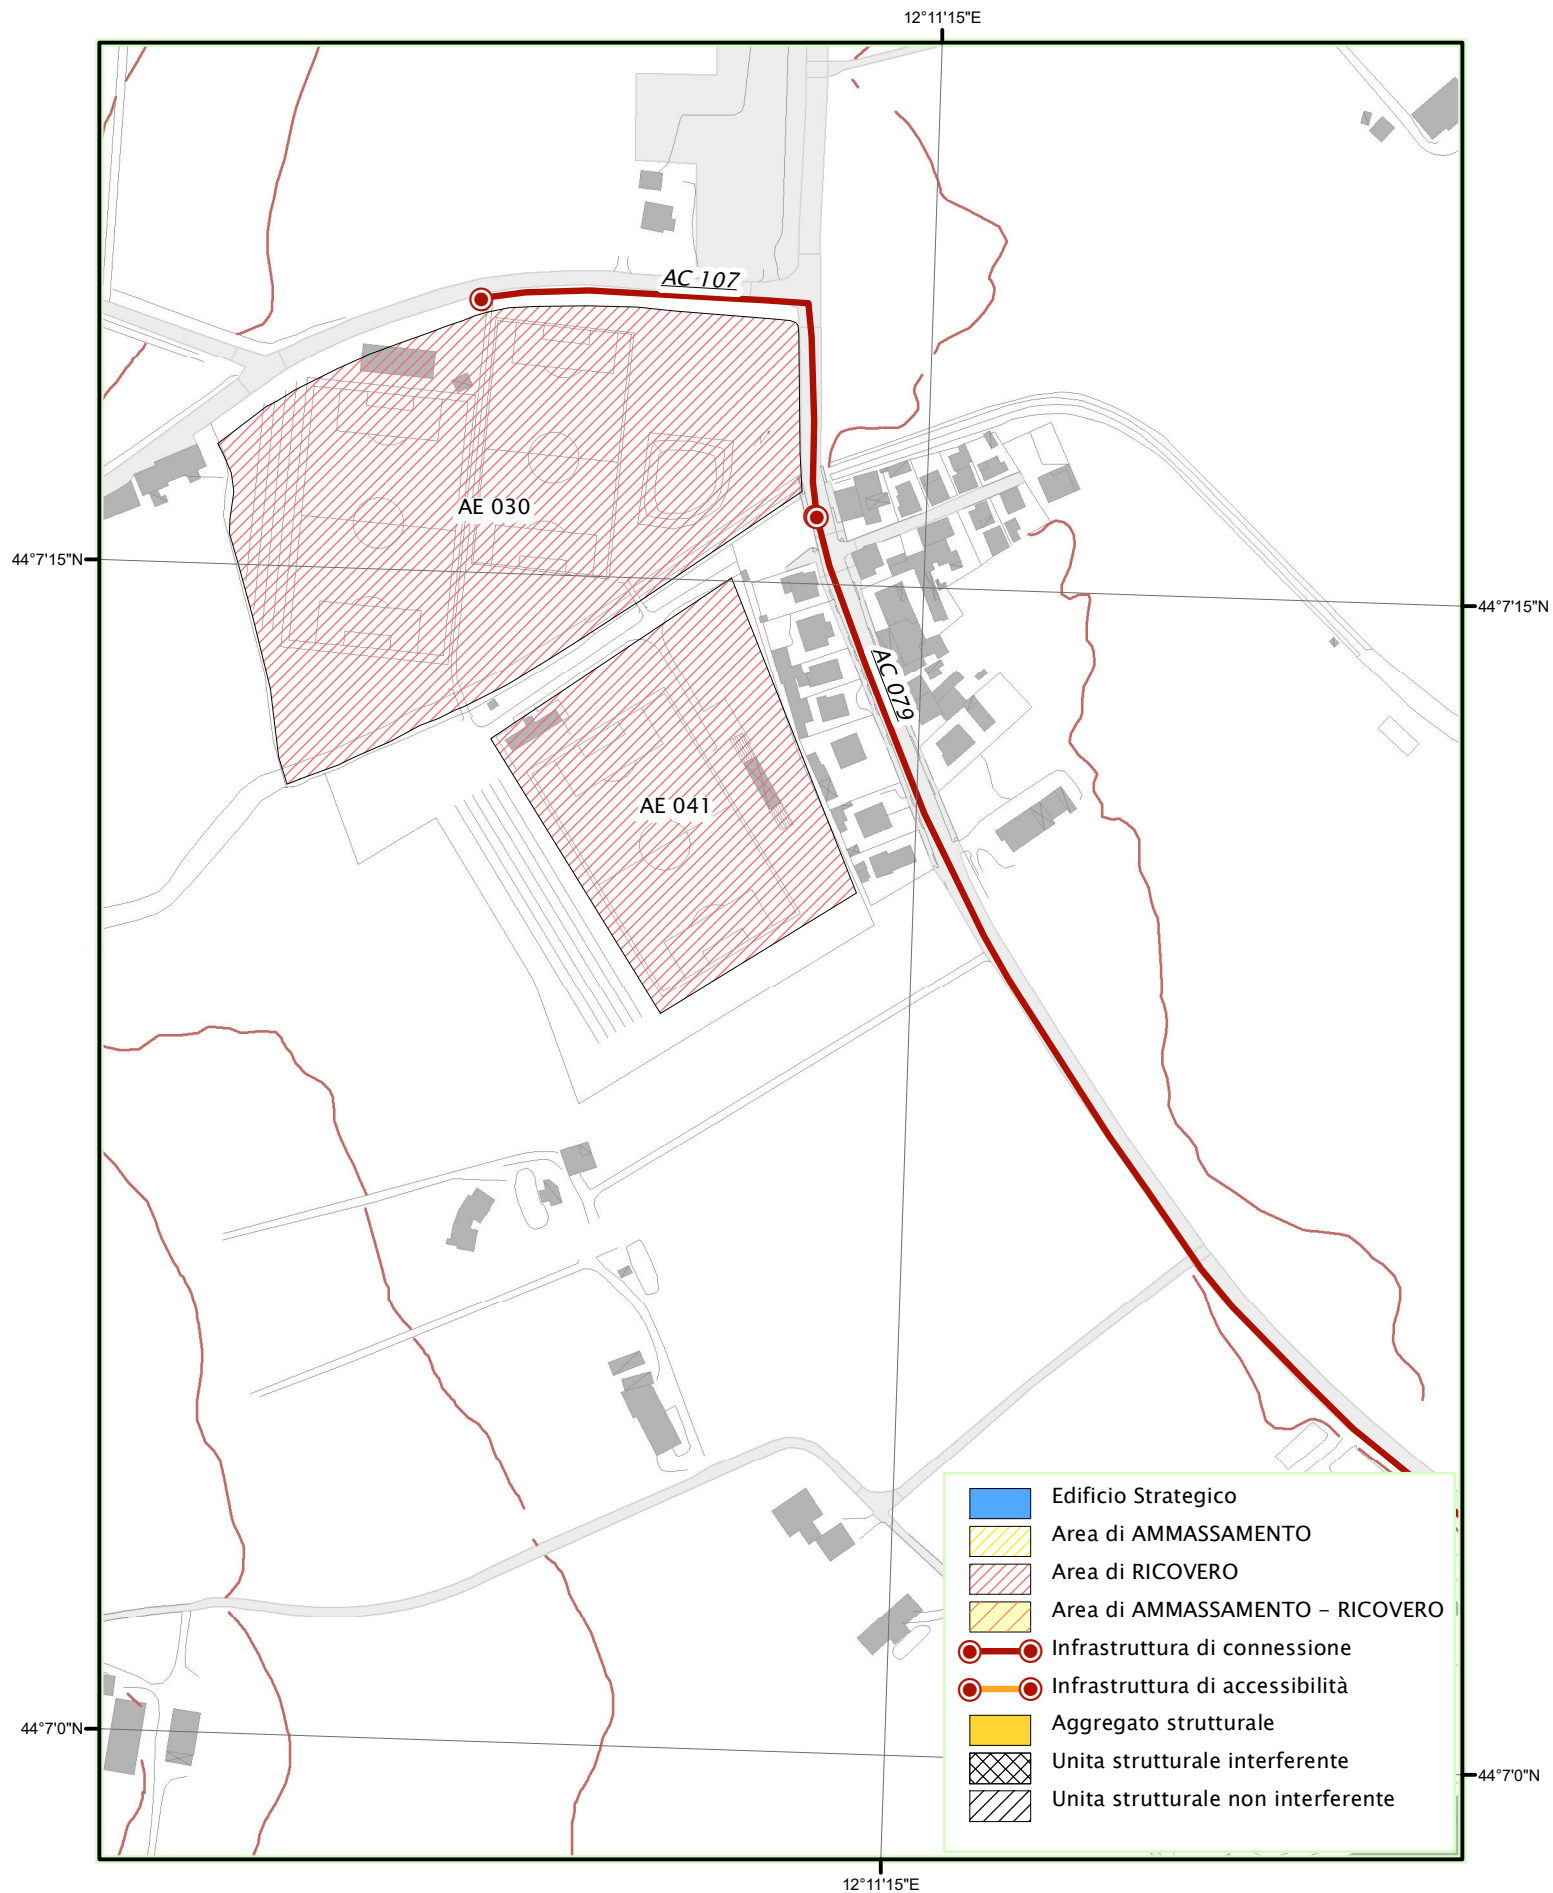 12°11'15"E
AC 107
AE 030
44°7'15"N
44°7'15"N
AC 079
AE 041
Edificio Strategico
Area di AMMASSAMENTO
Area di RICOVERO
Area di AMMASSAMENTO - RICOVERO
Infrastruttura di connessione
Infrastruttura di accessibilità
Aggregato strutturale
Unita strutturale interferente
Unita strutturale non interferente
44°7'0"N
44°7'0"N
12°11'15"E